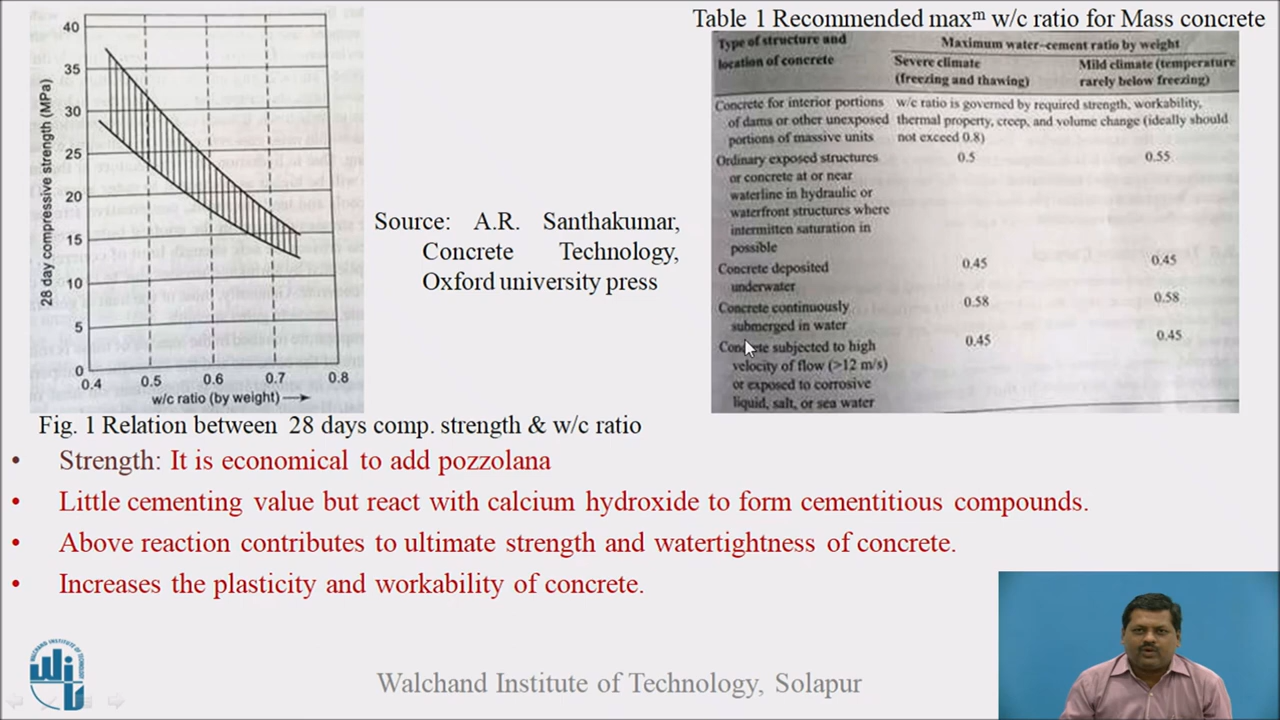 Table 1 Recommended maxᵐ w/c ratio for Mass concrete
40
35
30
25
20
15
10
5
0
28 day compressive strength (MPa)
0.4 0.5 0.6 0.7 0.8
w/c ratio (by weight)
Fig. 1 Relation between 28 days comp. strength & w/c ratio
Source: A.R. Santhakumar,
Concrete Technology,
Oxford university press
Type of structure and
location of concrete
Maximum water-cement ratio by weight
Severe climate
(freezing and thawing)
Mild climate (temperature
rarely below freezing)
Concrete for interior portions
of dams or other unexposed
portions of massive units
w/c ratio is governed by required strength, workability,
thermal property, creep, and volume change (ideally should
not exceed 0.8)
Ordinary exposed structures
or concrete at or near
waterline in hydraulic or
waterfront structures where
intermitten saturation in
possible
0.5 0.55
Concrete deposited
underwater
0.45 0.45
Concrete continuously
submerged in water
0.58 0.58
Concrete subjected to high
velocity of flow (>12 m/s)
or exposed to corrosive
liquid, salt, or sea water
0.45 0.45
• Strength: It is economical to add pozzolana
• Little cementing value but react with calcium hydroxide to form cementitious compounds.
• Above reaction contributes to ultimate strength and watertightness of concrete.
• Increases the plasticity and workability of concrete.
WALCHAND INSTITUTE OF TECHNOLOGY
Walchand Institute of Technology, Solapur